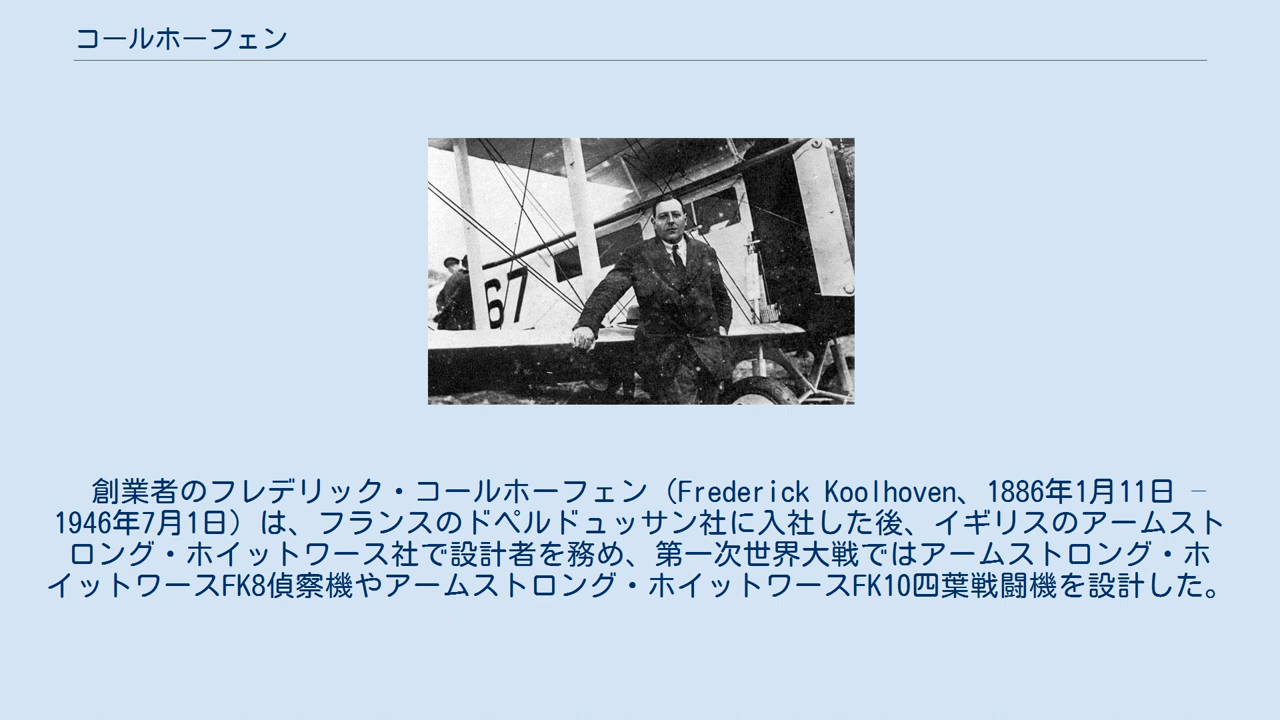 コールホーフェン
67
創業者のフレデリック・コールホーフェン（Frederick Koolhoven、1886年1月11日 –
1946年7月1日）は、フランスのドペルドュッサン社に入社した後、イギリスのアームスト
ロング・ホイットワース社で設計者を務め、第一次世界大戦ではアームストロング・ホ
イットワースFK8偵察機やアームストロング・ホイットワースFK10四葉戦闘機を設計した。